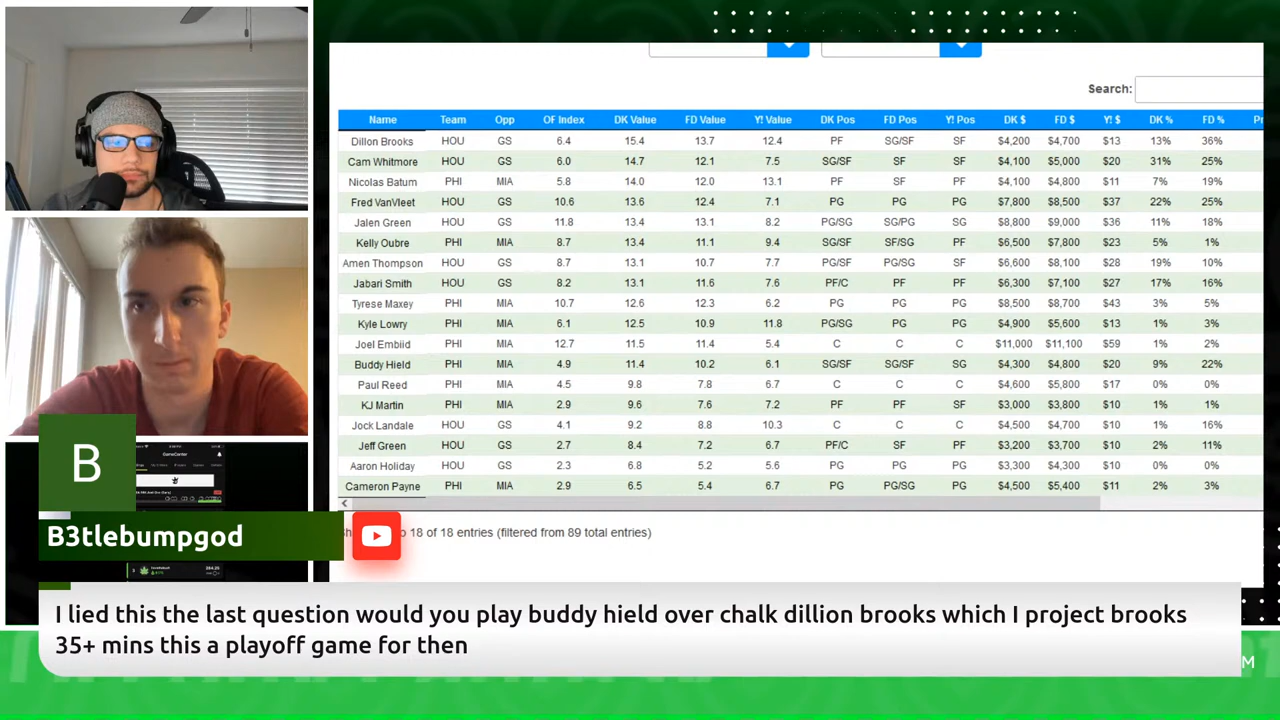 Search:
Name Team Opp OF Index DK Value FD Value Y! Value DK Pos FD Pos Y! Pos DK $ FD $ Y! $ DK % FD %
Dillon Brooks HOU GS 6.4 15.4 13.7 12.4 PF SG/SF SF $4,200 $4,700 $13 13% 36%
Cam Whitmore HOU GS 6.0 14.7 12.1 7.5 SG/SF SF SF $4,100 $5,000 $20 31% 25%
Nicolas Batum PHI MIA 5.8 14.0 12.0 13.1 PF SF PF $4,100 $4,800 $11 7% 19%
Fred VanVleet HOU GS 10.6 13.6 12.4 7.1 PG PG PG $7,800 $8,500 $37 22% 25%
Jalen Green HOU GS 11.8 13.4 13.1 8.2 PG/SG SG/PG SG $8,800 $9,000 $36 11% 18%
Kelly Oubre PHI MIA 8.7 13.4 11.1 9.4 SG/SF SF/SG PF $6,500 $7,800 $23 5% 1%
Amen Thompson HOU GS 8.7 13.1 10.7 7.7 PG/SF PG/SG SF $6,600 $8,100 $28 19% 10%
Jabari Smith HOU GS 8.2 13.1 11.6 7.6 PF/C PF PF $6,300 $7,100 $27 17% 16%
Tyrese Maxey PHI MIA 10.7 12.6 12.3 6.2 PG PG PG $8,500 $8,700 $43 3% 5%
Kyle Lowry PHI MIA 6.1 12.5 10.9 11.8 PG/SG PG PG $4,900 $5,600 $13 1% 3%
Joel Embiid PHI MIA 12.7 11.5 11.4 5.4 C C C $11,000 $11,100 $59 1% 2%
Buddy Hield PHI MIA 4.9 11.4 10.2 6.1 SG/SF SG/SF SG $4,300 $4,800 $20 9% 22%
Paul Reed PHI MIA 4.5 9.8 7.8 6.7 C C C $4,600 $5,800 $17 0% 0%
KJ Martin PHI MIA 2.9 9.6 7.6 7.2 PF PF SF $3,000 $3,800 $10 1% 1%
Jock Landale HOU GS 4.1 9.2 8.8 10.3 C C C $4,500 $4,700 $10 1% 16%
Jeff Green HOU GS 2.7 8.4 7.2 6.7 PF/C SF PF $3,200 $3,700 $10 2% 11%
Aaron Holiday HOU GS 2.3 6.8 5.2 5.6 PG PG PG $3,300 $4,300 $10 0% 0%
Cameron Payne PHI MIA 2.9 6.5 5.4 6.7 PG PG/SG PG $4,500 $5,400 $11 2% 3%
18 of 18 entries (filtered from 89 total entries)
B
B3tlebumpgod
I lied this the last question would you play buddy hield over chalk dillion brooks which I project brooks
35+ mins this a playoff game for then